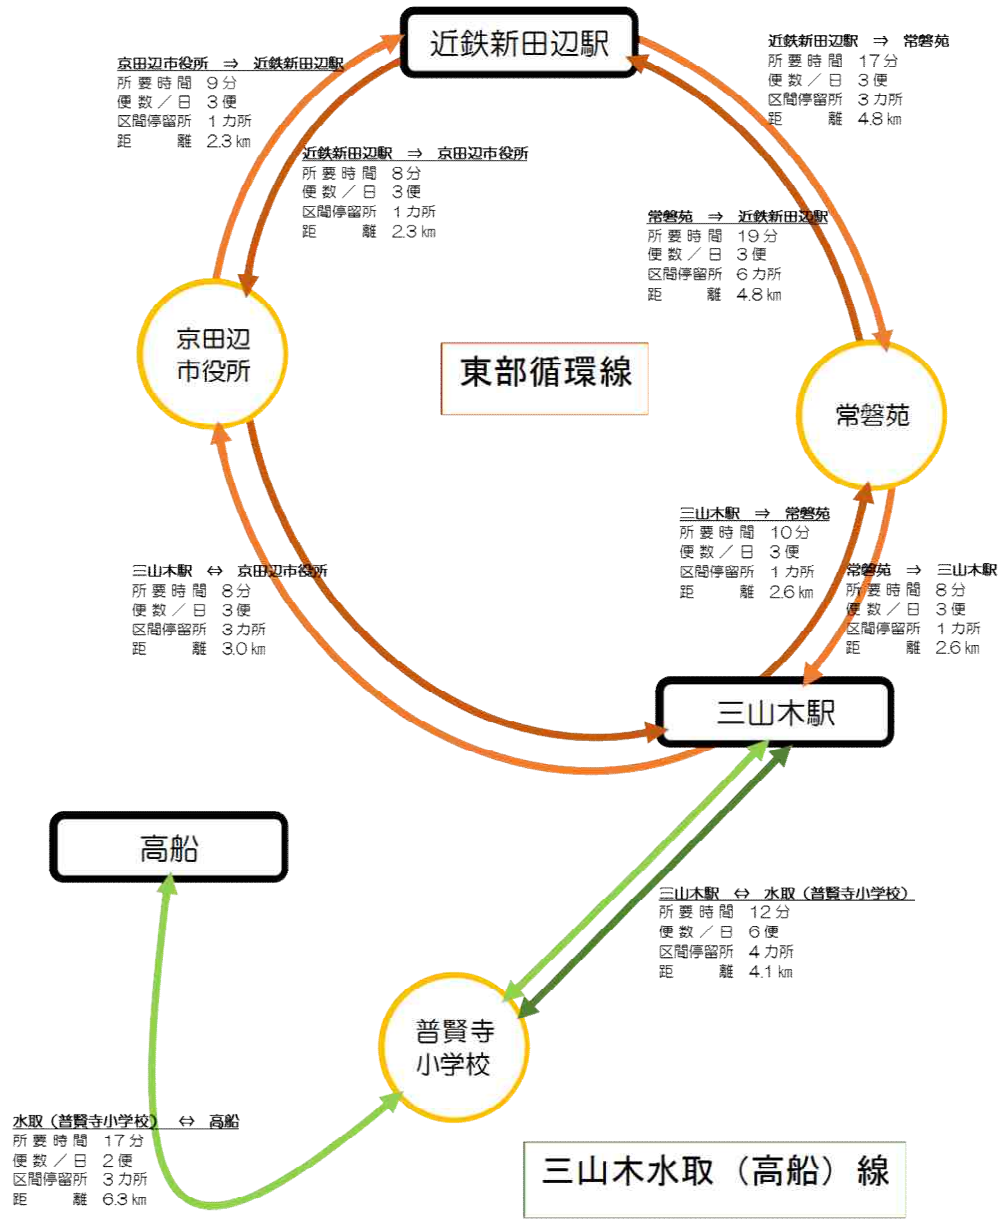 近鉄新田辺駅
京田辺市役所 ⇒ 近鉄新田辺駅
所要時間 9分
便数／日 3便
区間停留所 1カ所
距離 2.3km
近鉄新田辺駅 ⇒ 常磐苑
所要時間 17分
便数／日 3便
区間停留所 3カ所
距離 4.8km
近鉄新田辺駅 ⇒ 京田辺市役所
所要時間 8分
便数／日 3便
区間停留所 1カ所
距離 2.3km
常磐苑 ⇒ 近鉄新田辺駅
所要時間 19分
便数／日 3便
区間停留所 6カ所
距離 4.8km
京田辺
市役所
東部循環線
常磐苑
三山木駅 ⇒ 常磐苑
所要時間 10分
便数／日 3便
区間停留所 1カ所
距離 2.6km
三山木駅 ⇔ 京田辺市役所
所要時間 8分
便数／日 3便
区間停留所 3カ所
距離 3.0km
常磐苑 ⇒ 三山木駅
所要時間 8分
便数／日 3便
区間停留所 1カ所
距離 2.6km
三山木駅
高船
三山木駅 ⇔ 水取（普賢寺小学校）
所要時間 12分
便数／日 6便
区間停留所 4カ所
距離 4.1km
普賢寺
小学校
水取（普賢寺小学校） ⇔ 高船
所要時間 17分
便数／日 2便
区間停留所 3カ所
距離 6.3km
三山木水取（高船）線